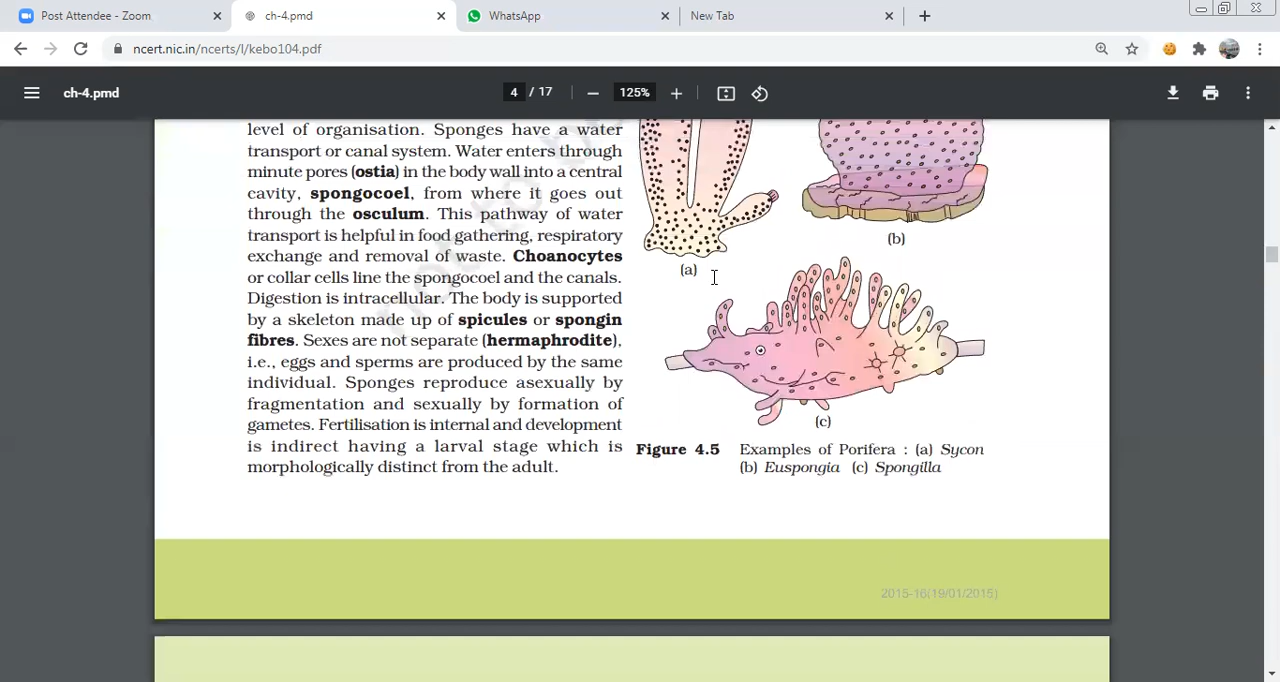 Post Attendee - Zoom
ch-4.pmd
WhatsApp
New Tab
ncert.nic.in/ncerts/l/kebo104.pdf
ch-4.pmd
4 / 17
125%
level of organisation. Sponges have a water
transport or canal system. Water enters through
minute pores (ostia) in the body wall into a central
cavity, spongocoel, from where it goes out
through the osculum. This pathway of water
transport is helpful in food gathering, respiratory
exchange and removal of waste. Choanocytes
or collar cells line the spongocoel and the canals.
Digestion is intracellular. The body is supported
by a skeleton made up of spicules or spongin
fibres. Sexes are not separate (hermaphrodite),
i.e., eggs and sperms are produced by the same
individual. Sponges reproduce asexually by
fragmentation and sexually by formation of
gametes. Fertilisation is internal and development
is indirect having a larval stage which is
morphologically distinct from the adult.
(a)
(b)
(c)
Figure 4.5 Examples of Porifera : (a) Sycon
(b) Euspongia (c) Spongilla
not to b
2015-16(19/01/2015)